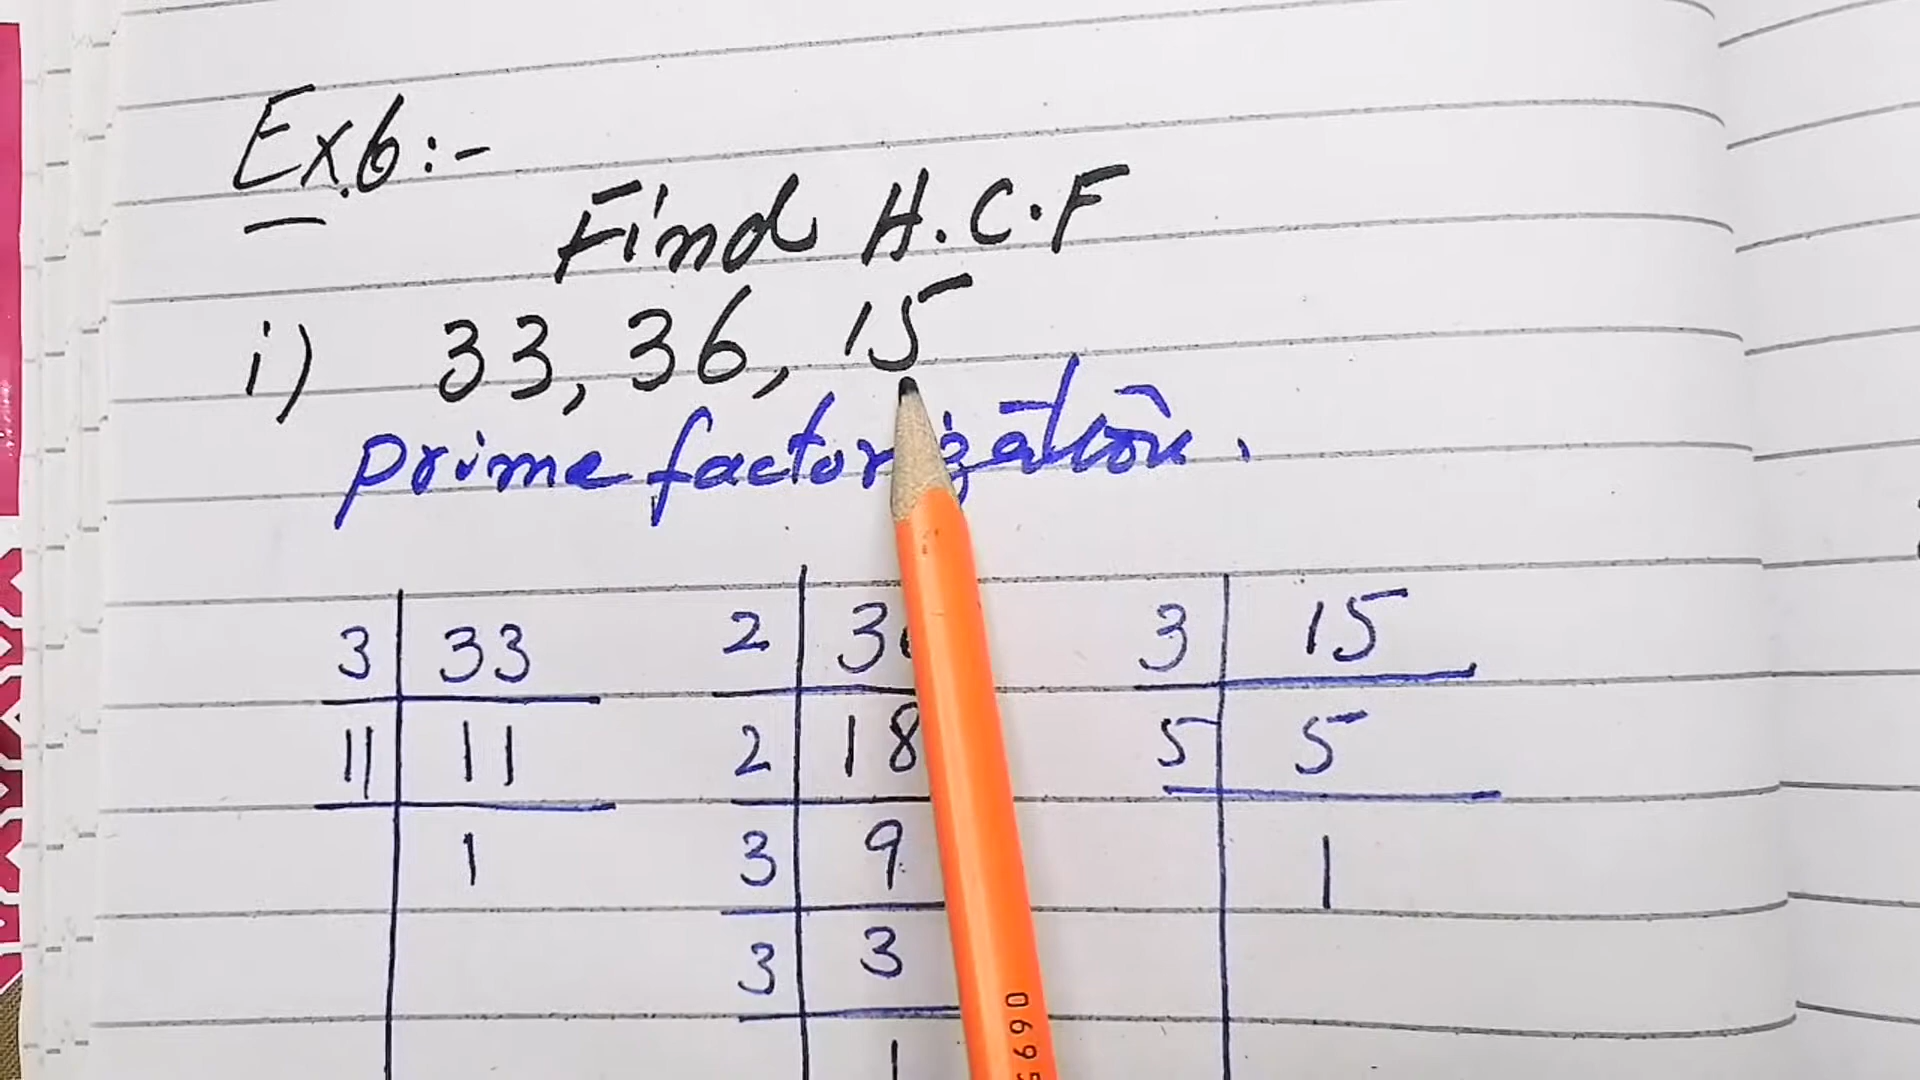 Ex.6:-
Find H.C.F
i) 33, 36, 15
prime factorization.
3 | 33 2 | 3 3 | 15
11 | 11 2 | 18 5 | 5
1 3 | 9 1
3 | 3
1
0995